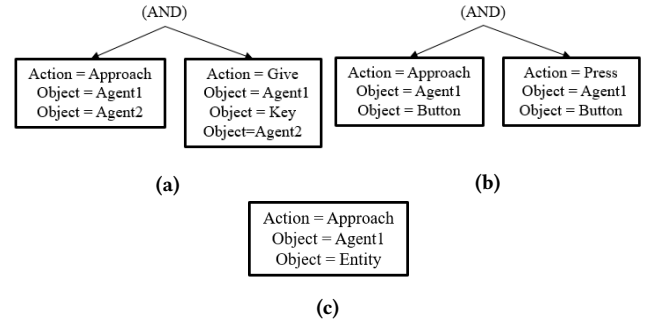 (AND)
Action = Approach
Object = Agent1
Object = Agent2
Action = Give
Object = Agent1
Object = Key
Object=Agent2
(a)
(AND)
Action = Approach
Object = Agent1
Object = Button
Action = Press
Object = Agent1
Object = Button
(b)
Action = Approach
Object = Agent1
Object = Entity
(c)